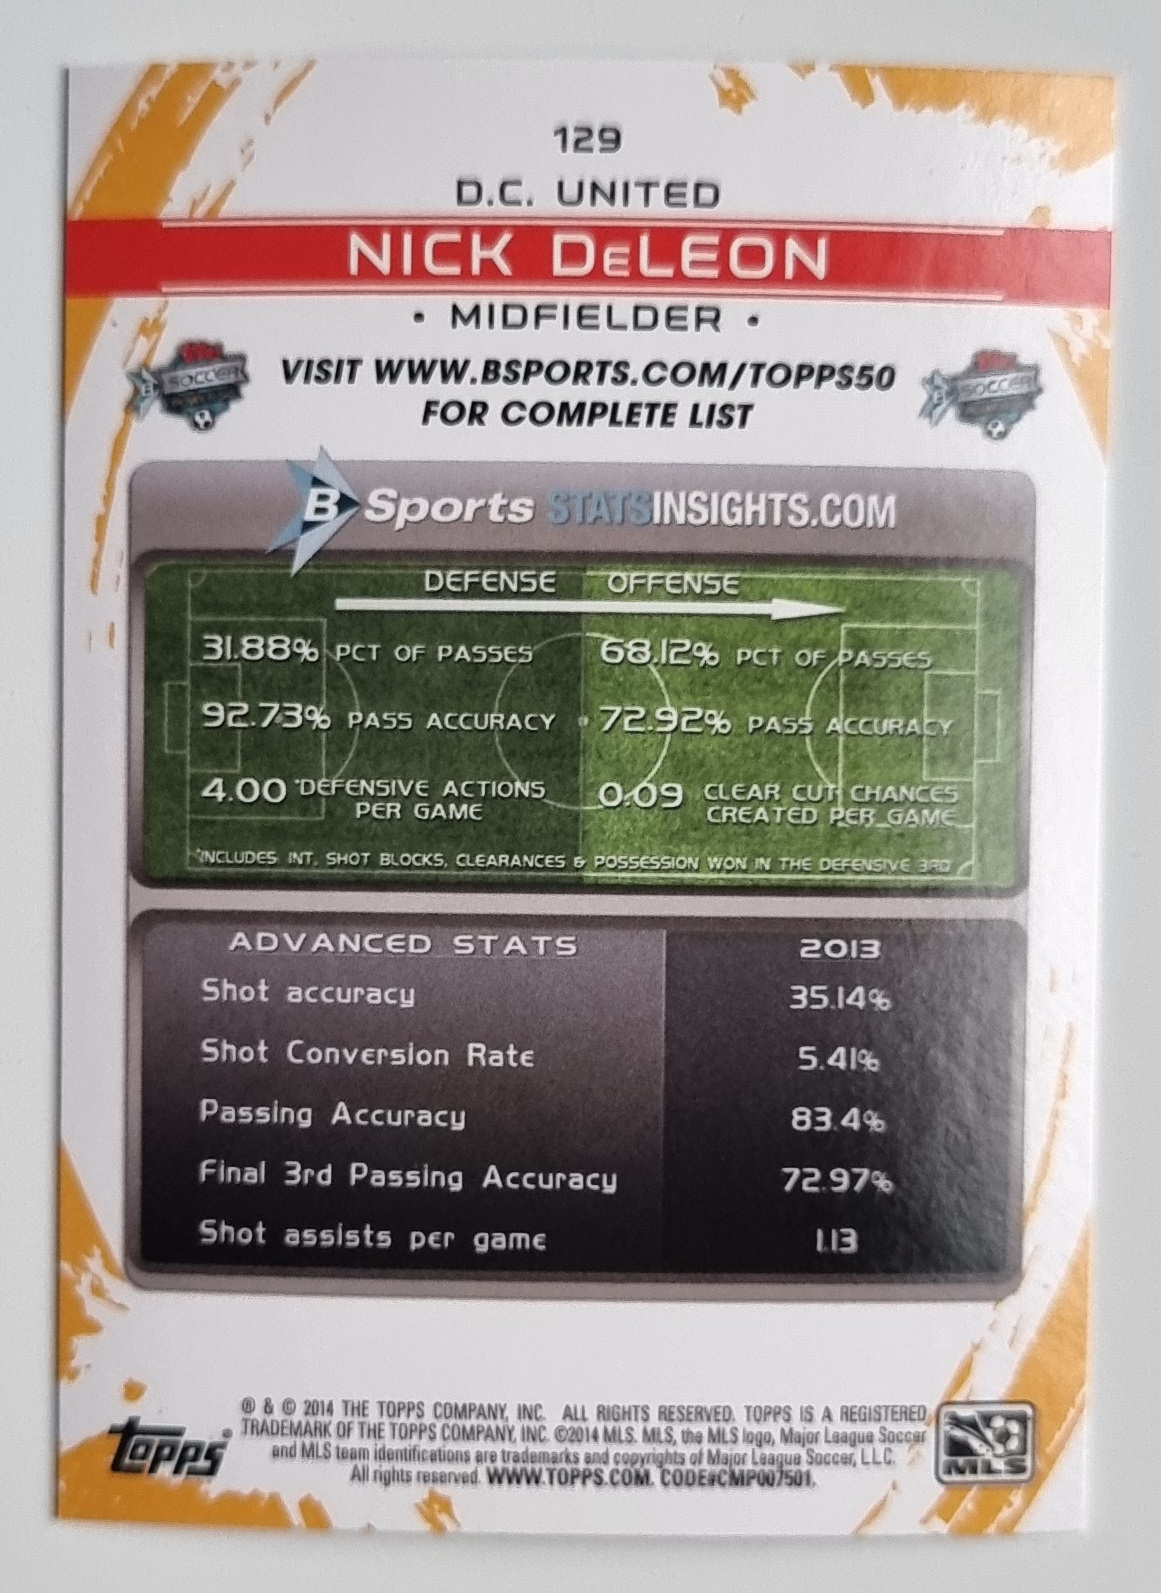 129
D.C. UNITED
NICK DeLEON
• MIDFIELDER •
VISIT WWW.BSPORTS.COM/TOPPS50
FOR COMPLETE LIST
SOCCER
SOCCER
B Sports STATSINSIGHTS.COM
DEFENSE OFFENSE
31.88% PCT OF PASSES 68.12% PCT OF PASSES
92.73% PASS ACCURACY 72.92% PASS ACCURACY
4.00 *DEFENSIVE ACTIONS PER GAME 0.09 CLEAR CUT CHANCES CREATED PER GAME
*INCLUDES INT, SHOT BLOCKS, CLEARANCES & POSSESSION WON IN THE DEFENSIVE 3RD
ADVANCED STATS 2013
Shot accuracy 35.14%
Shot Conversion Rate 5.41%
Passing Accuracy 83.4%
Final 3rd Passing Accuracy 72.97%
Shot assists per game 1.13
® & © 2014 THE TOPPS COMPANY, INC. ALL RIGHTS RESERVED. TOPPS IS A REGISTERED
TRADEMARK OF THE TOPPS COMPANY, INC. ©2014 MLS. MLS, the MLS logo, Major League Soccer
and MLS team identifications are trademarks and copyrights of Major League Soccer, LLC.
All rights reserved. WWW.TOPPS.COM. CODE#CMP007501.
Topps®
MLS